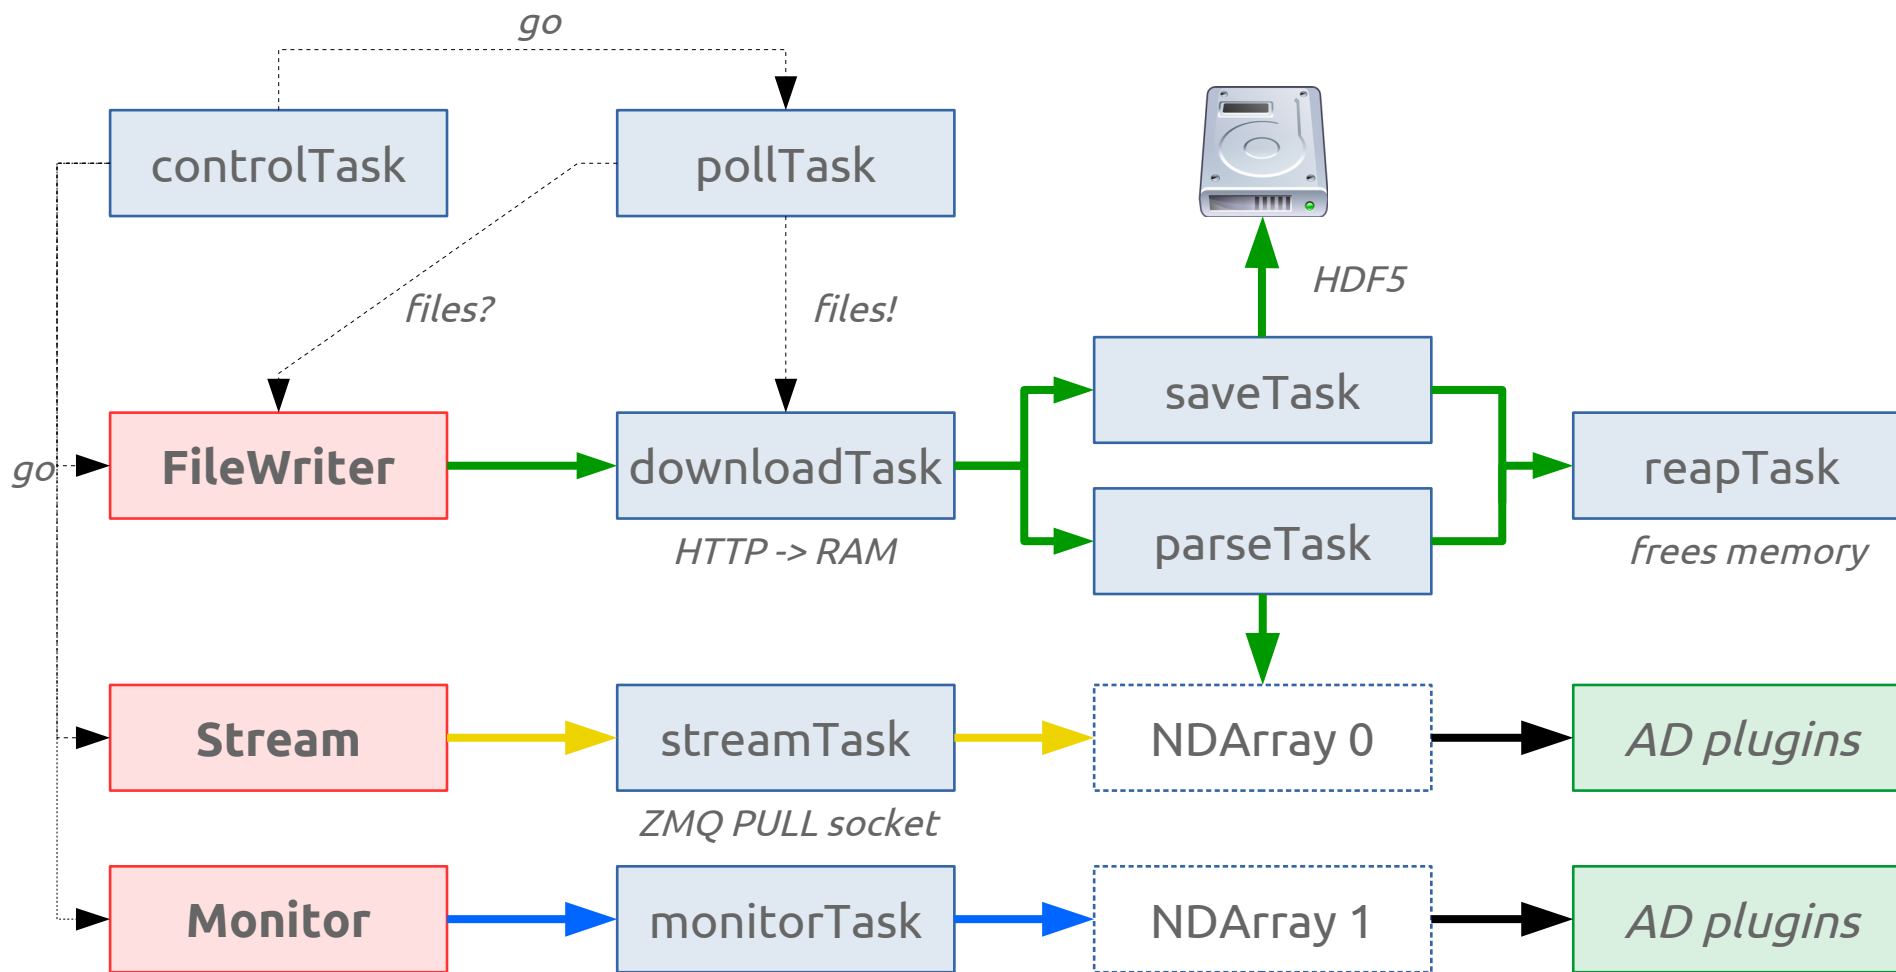 go
controlTask
pollTask
files?
files!
HDF5
saveTask
go
FileWriter
downloadTask
reapTask
HTTP -> RAM
parseTask
frees memory
Stream
streamTask
NDArray 0
AD plugins
ZMQ PULL socket
Monitor
monitorTask
NDArray 1
AD plugins